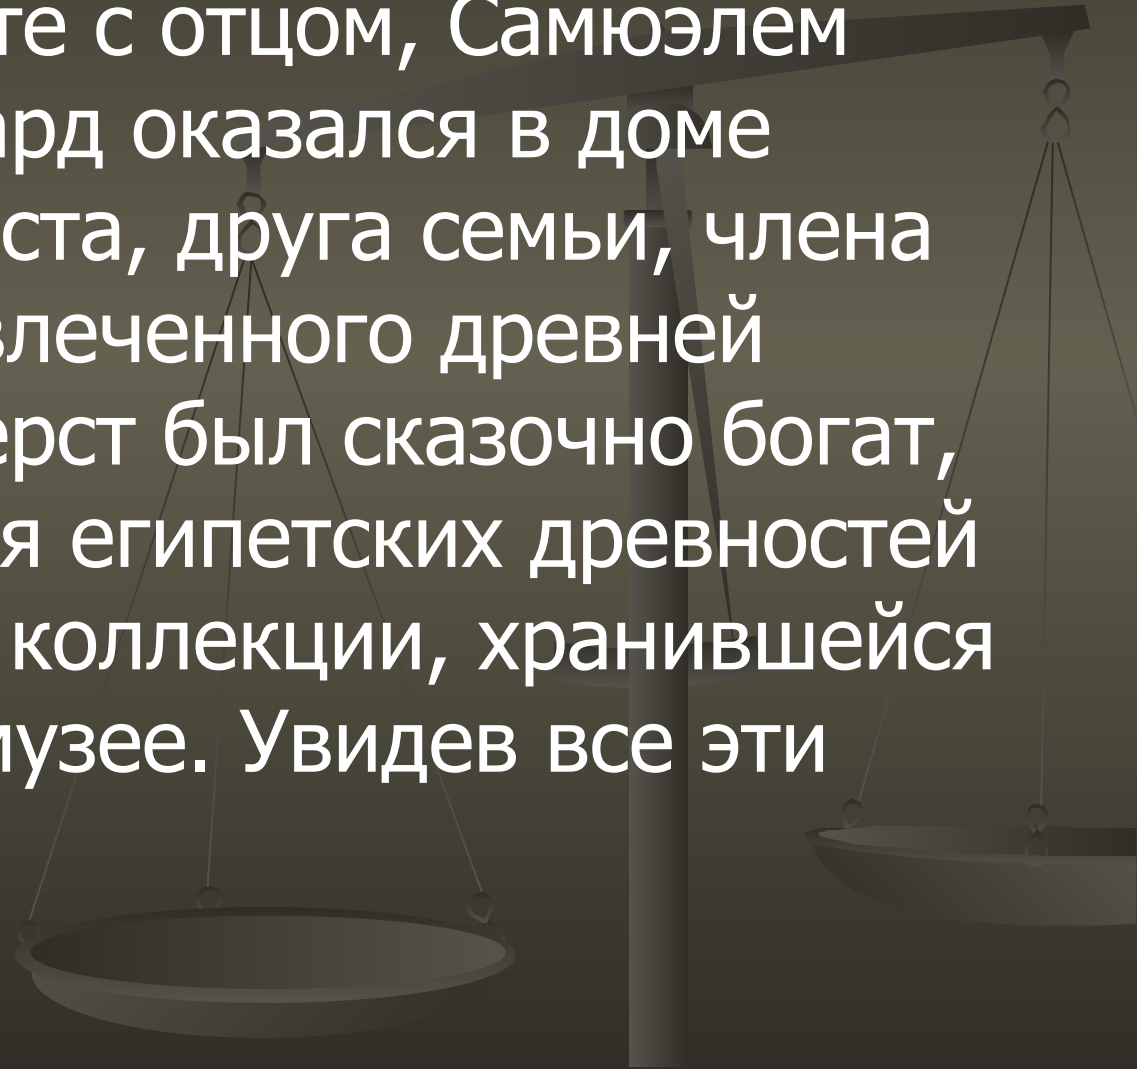 те с отцом, Самюэлем
ард оказался в доме
ста, друга семьи, члена
влеченного древней
ерст был сказочно богат,
я египетских древностей
коллекции, хранившейся
музее. Увидев все эти